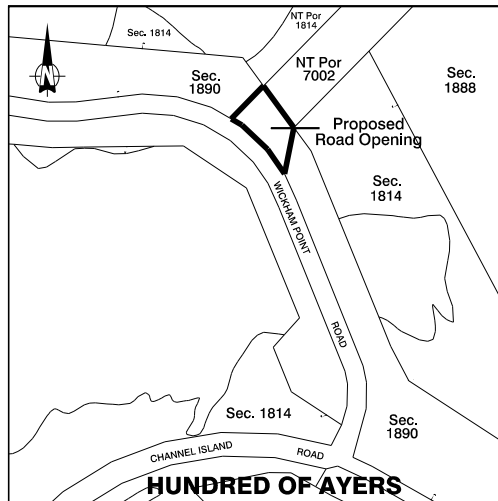 NT Por
1814
Sec. 1814
N
NT Por
7002
Sec.
1890
Sec.
1888
Proposed
Road Opening
Sec.
1814
WICKHAM POINT
ROAD
Sec. 1814
Sec.
1890
CHANNEL ISLAND
ROAD
HUNDRED OF AYERS